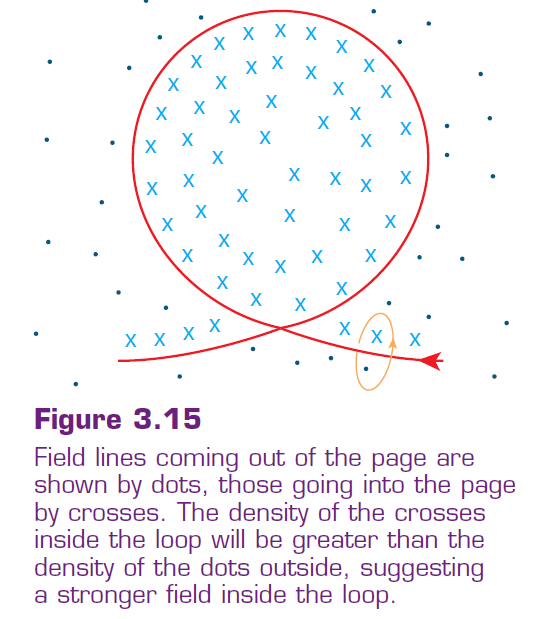 Figure 3.15
Field lines coming out of the page are
shown by dots, those going into the page
by crosses. The density of the crosses
inside the loop will be greater than the
density of the dots outside, suggesting
a stronger field inside the loop.